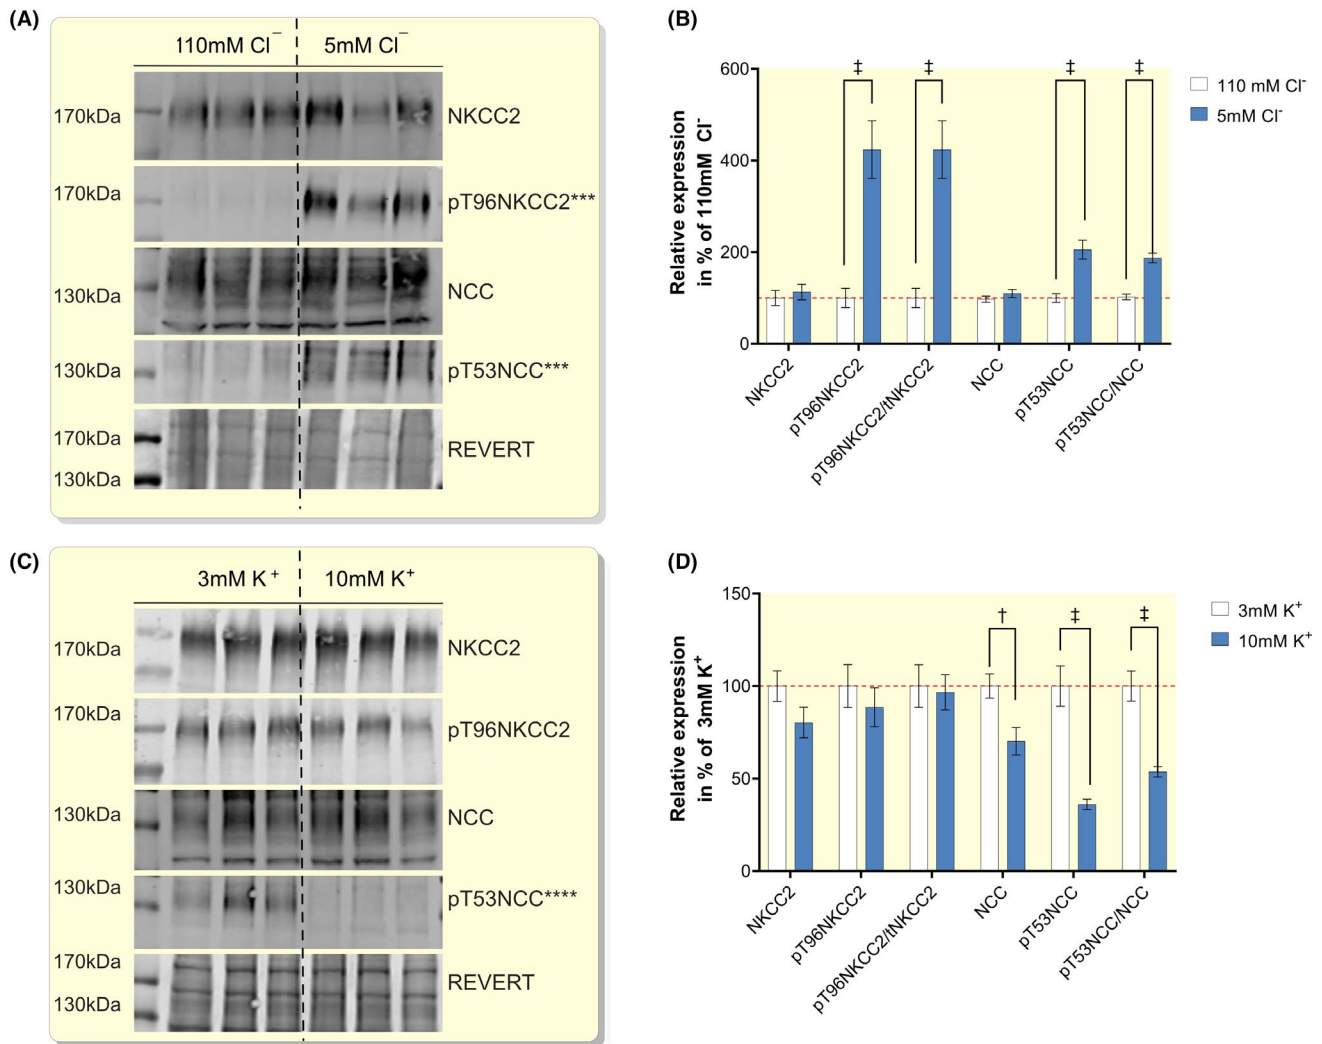 (A)
110mM Cl⁻ 5mM Cl⁻
170kDa NKCC2
170kDa pT96NKCC2***
130kDa NCC
130kDa pT53NCC***
170kDa REVERT
130kDa
(B)
Relative expression
in % of 110mM Cl⁻
600
400
200
0
‡ ‡ ‡ ‡
110 mM Cl⁻
5mM Cl⁻
NKCC2
pT96NKCC2
pT96NKCC2/tNKCC2
NCC
pT53NCC
pT53NCC/NCC
(C)
3mM K⁺ 10mM K⁺
170kDa NKCC2
170kDa pT96NKCC2
130kDa NCC
130kDa pT53NCC****
170kDa REVERT
130kDa
(D)
Relative expression
in % of 3mM K⁺
150
100
50
0
† ‡ ‡
3mM K⁺
10mM K⁺
NKCC2
pT96NKCC2
pT96NKCC2/tNKCC2
NCC
pT53NCC
pT53NCC/NCC